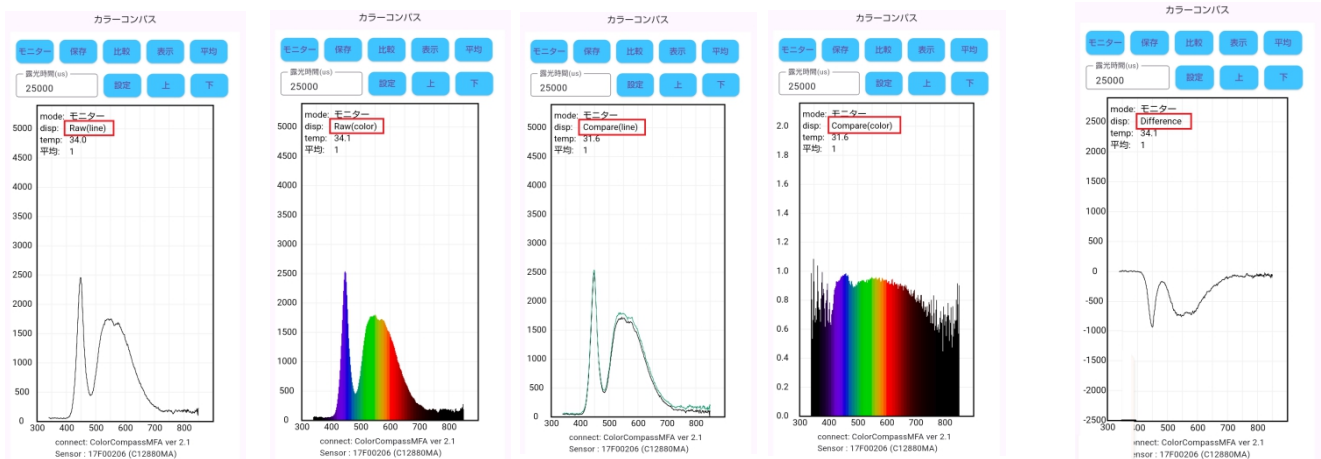 カラーコンパス
モニター 保存 比較 表示 平均
露光時間(us)
25000 設定 上 下
mode: モニター
disp: Raw(line)
temp: 34.0
平均: 1
5000
4500
4000
3500
3000
2500
2000
1500
1000
500
0
300 400 500 600 700 800
カラーコンパス
モニター 保存 比較 表示 平均
露光時間(us)
25000 設定 上 下
mode: モニター
disp: Raw(color)
temp: 34.1
平均: 1
5000
4500
4000
3500
3000
2500
2000
1500
1000
500
0
300 400 500 600 700 800
connect: ColorCompassMFA ver 2.1
Sensor : 17F00206 (C12880MA)
カラーコンパス
モニター 保存 比較 表示 平均
露光時間(us)
25000 設定 上 下
mode: モニター
disp: Compare(line)
temp: 31.6
平均: 1
5000
4500
4000
3500
3000
2500
2000
1500
1000
500
0
300 400 500 600 700 800
connect: ColorCompassMFA ver 2.1
Sensor : 17F00206 (C12880MA)
カラーコンパス
モニター 保存 比較 表示 平均
露光時間(us)
25000 設定 上 下
mode: モニター
disp: Compare(color)
temp: 31.6
平均: 1
2.0
1.8
1.6
1.4
1.2
1.0
0.8
0.6
0.4
0.2
0.0
300 400 500 600 700 800
connect: ColorCompassMFA ver 2.1
Sensor : 17F00206 (C12880MA)
カラーコンパス
モニター 保存 比較 表示 平均
露光時間(us)
25000 設定 上 下
mode: モニター
disp: Difference
temp: 34.1
平均: 1
2500
2000
1500
1000
500
0
-500
-1000
-1500
-2000
-2500
300 400 500 600 700 800
nnect: ColorCompassMFA ver 2.1
ensor : 17F00206 (C12880MA)
connect: ColorCompassMFA ver 2.1
Sensor : 17F00206 (C12880MA)